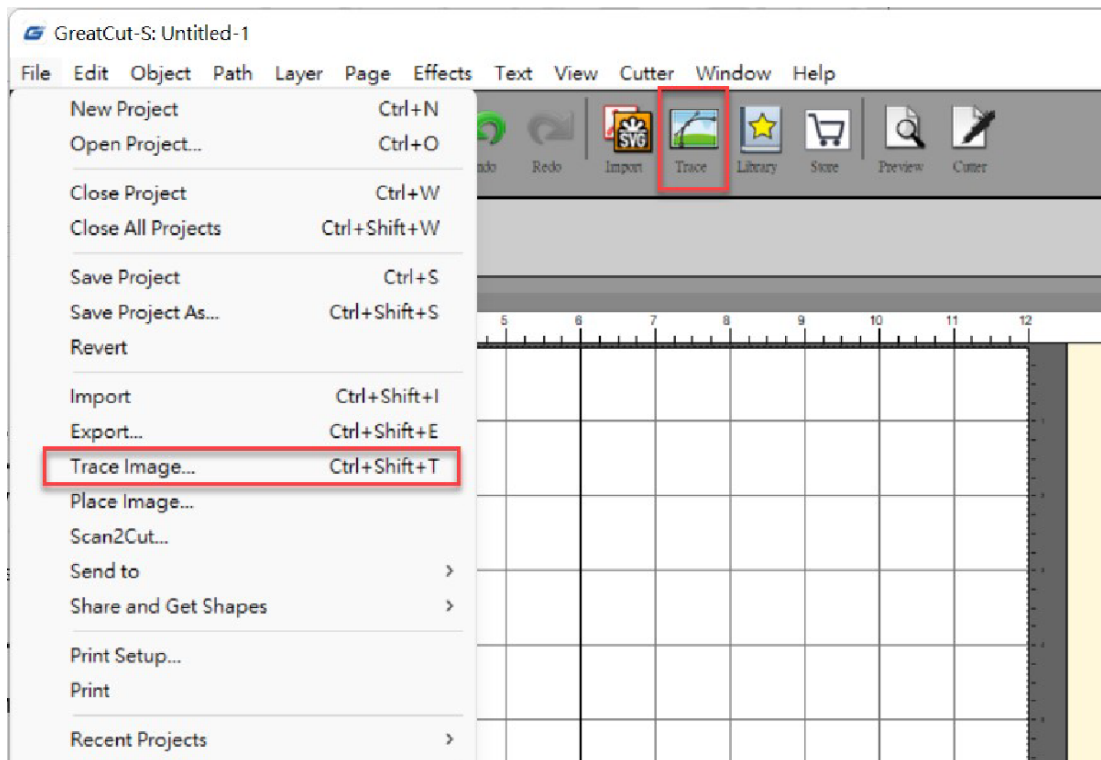 GreatCut-S: Untitled-1
File Edit Object Path Layer Page Effects Text View Cutter Window Help
New Project Ctrl+N
Open Project... Ctrl+O
Close Project Ctrl+W
Close All Projects Ctrl+Shift+W
Save Project Ctrl+S
Save Project As... Ctrl+Shift+S
Revert
Import Ctrl+Shift+I
Export... Ctrl+Shift+E
Trace Image... Ctrl+Shift+T
Place Image...
Scan2Cut...
Send to
Share and Get Shapes
Print Setup...
Print
Recent Projects
SVG
Redo Import Trace Library Store Preview Cutter
5 6 7 8 9 10 11 12